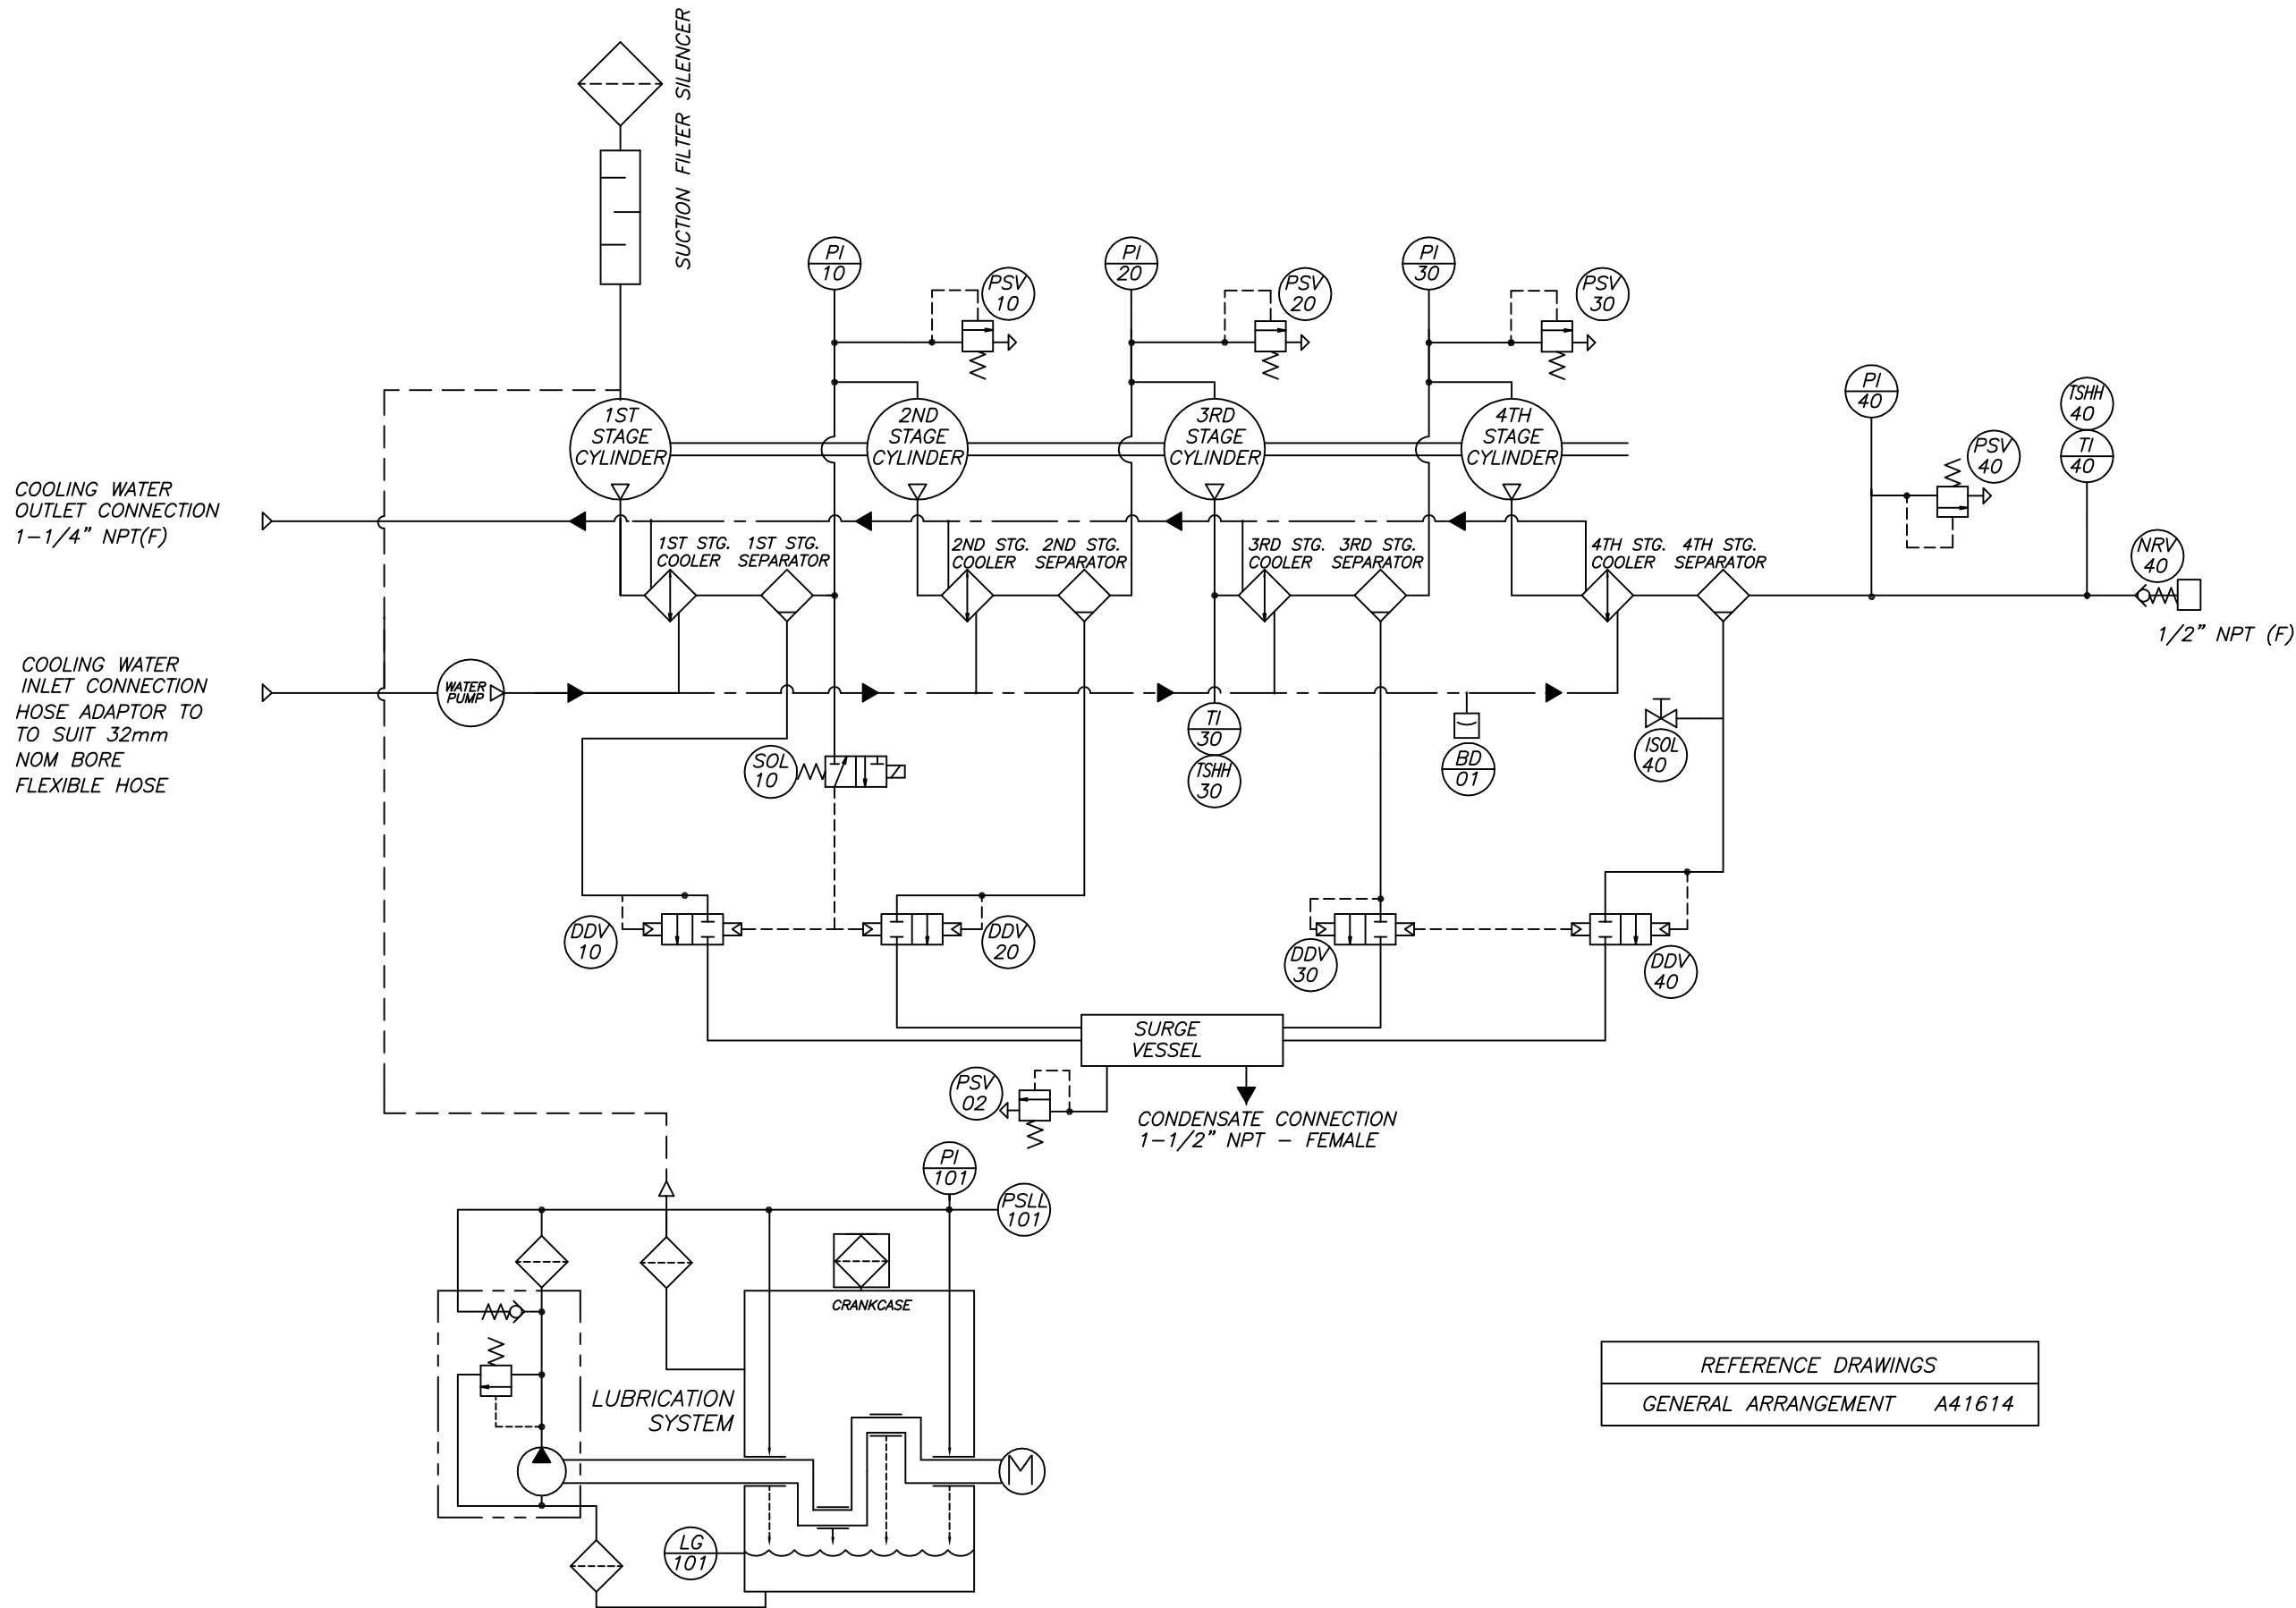 SUCTION FILTER SILENCER
PI
10
PSV
10
PI
20
PSV
20
PI
30
PSV
30
PI
40
TSHH
40
TI
40
PSV
40
NRV
40
1/2" NPT (F)
1ST
STAGE
CYLINDER
2ND
STAGE
CYLINDER
3RD
STAGE
CYLINDER
4TH
STAGE
CYLINDER
COOLING WATER
OUTLET CONNECTION
1-1/4" NPT(F)
1ST STG.
COOLER
1ST STG.
SEPARATOR
2ND STG.
COOLER
2ND STG.
SEPARATOR
3RD STG.
COOLER
3RD STG.
SEPARATOR
4TH STG.
COOLER
4TH STG.
SEPARATOR
COOLING WATER
INLET CONNECTION
HOSE ADAPTOR TO
TO SUIT 32mm
NOM BORE
FLEXIBLE HOSE
WATER
PUMP
SOL
10
TI
30
TSHH
30
BD
01
ISOL
40
DDV
10
DDV
20
DDV
30
DDV
40
SURGE
VESSEL
PSV
02
CONDENSATE CONNECTION
1-1/2" NPT - FEMALE
PI
101
PSLL
101
CRANKCASE
LUBRICATION
SYSTEM
M
LG
101
REFERENCE DRAWINGS
GENERAL ARRANGEMENT A41614